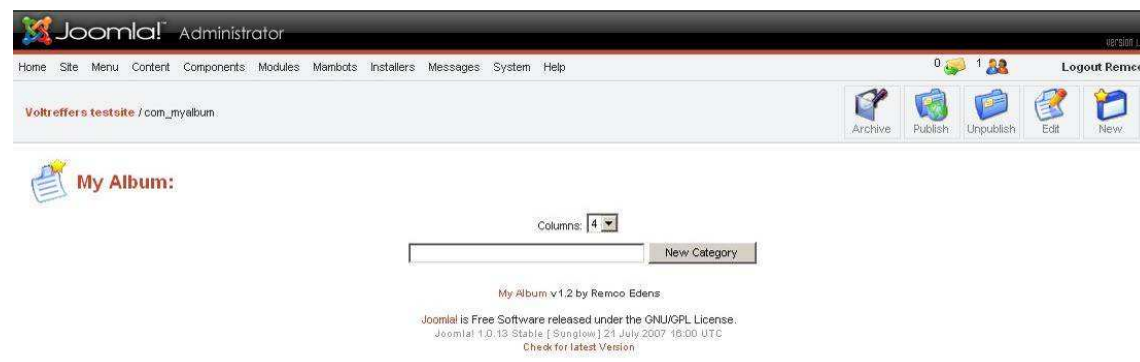 Joomla!™ Administrator
version 1.
Home Site Menu Content Components Modules Mambots Installers Messages System Help 0 1 Logout Remco
Voltreffers testsite / com_myalbum
Archive Publish Unpublish Edit New
My Album:
Columns: 4
New Category
My Album v1.2 by Remco Edens
Joomla! is Free Software released under the GNU/GPL License.
Joomla! 1.0.13 Stable [ Sunglow ] 21 July 2007 16:00 UTC
Check for latest Version